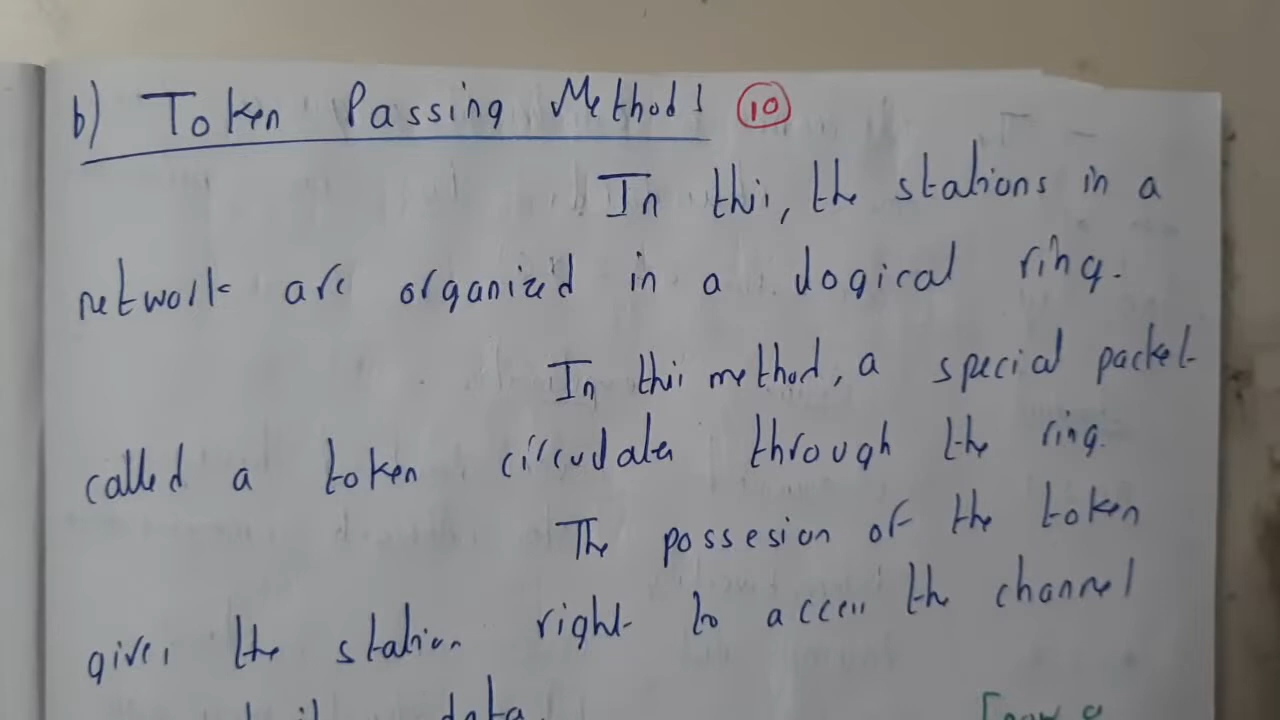 b) Token Passing Method: 10
In this, the stations in a
network are organized in a logical ring.
In this method, a special packet
called a token circulates through the ring.
The possesion of the token
gives the station right to access the channel
data.